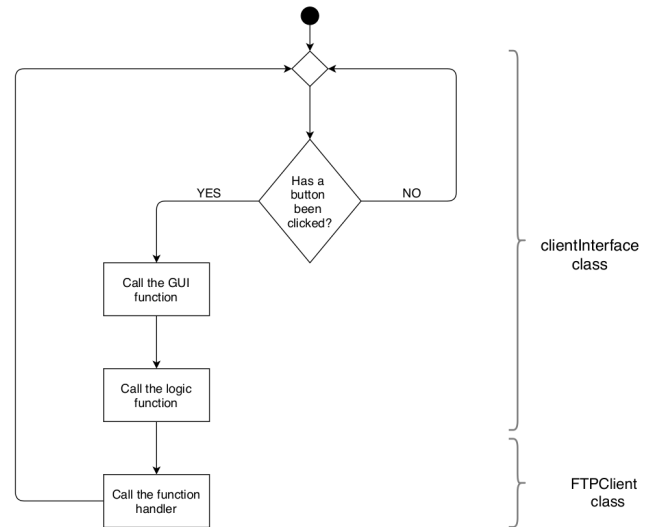 Has a
button
been
clicked?
YES
NO
Call the GUI
function
clientInterface
class
Call the logic
function
Call the function
handler
FTPClient
class